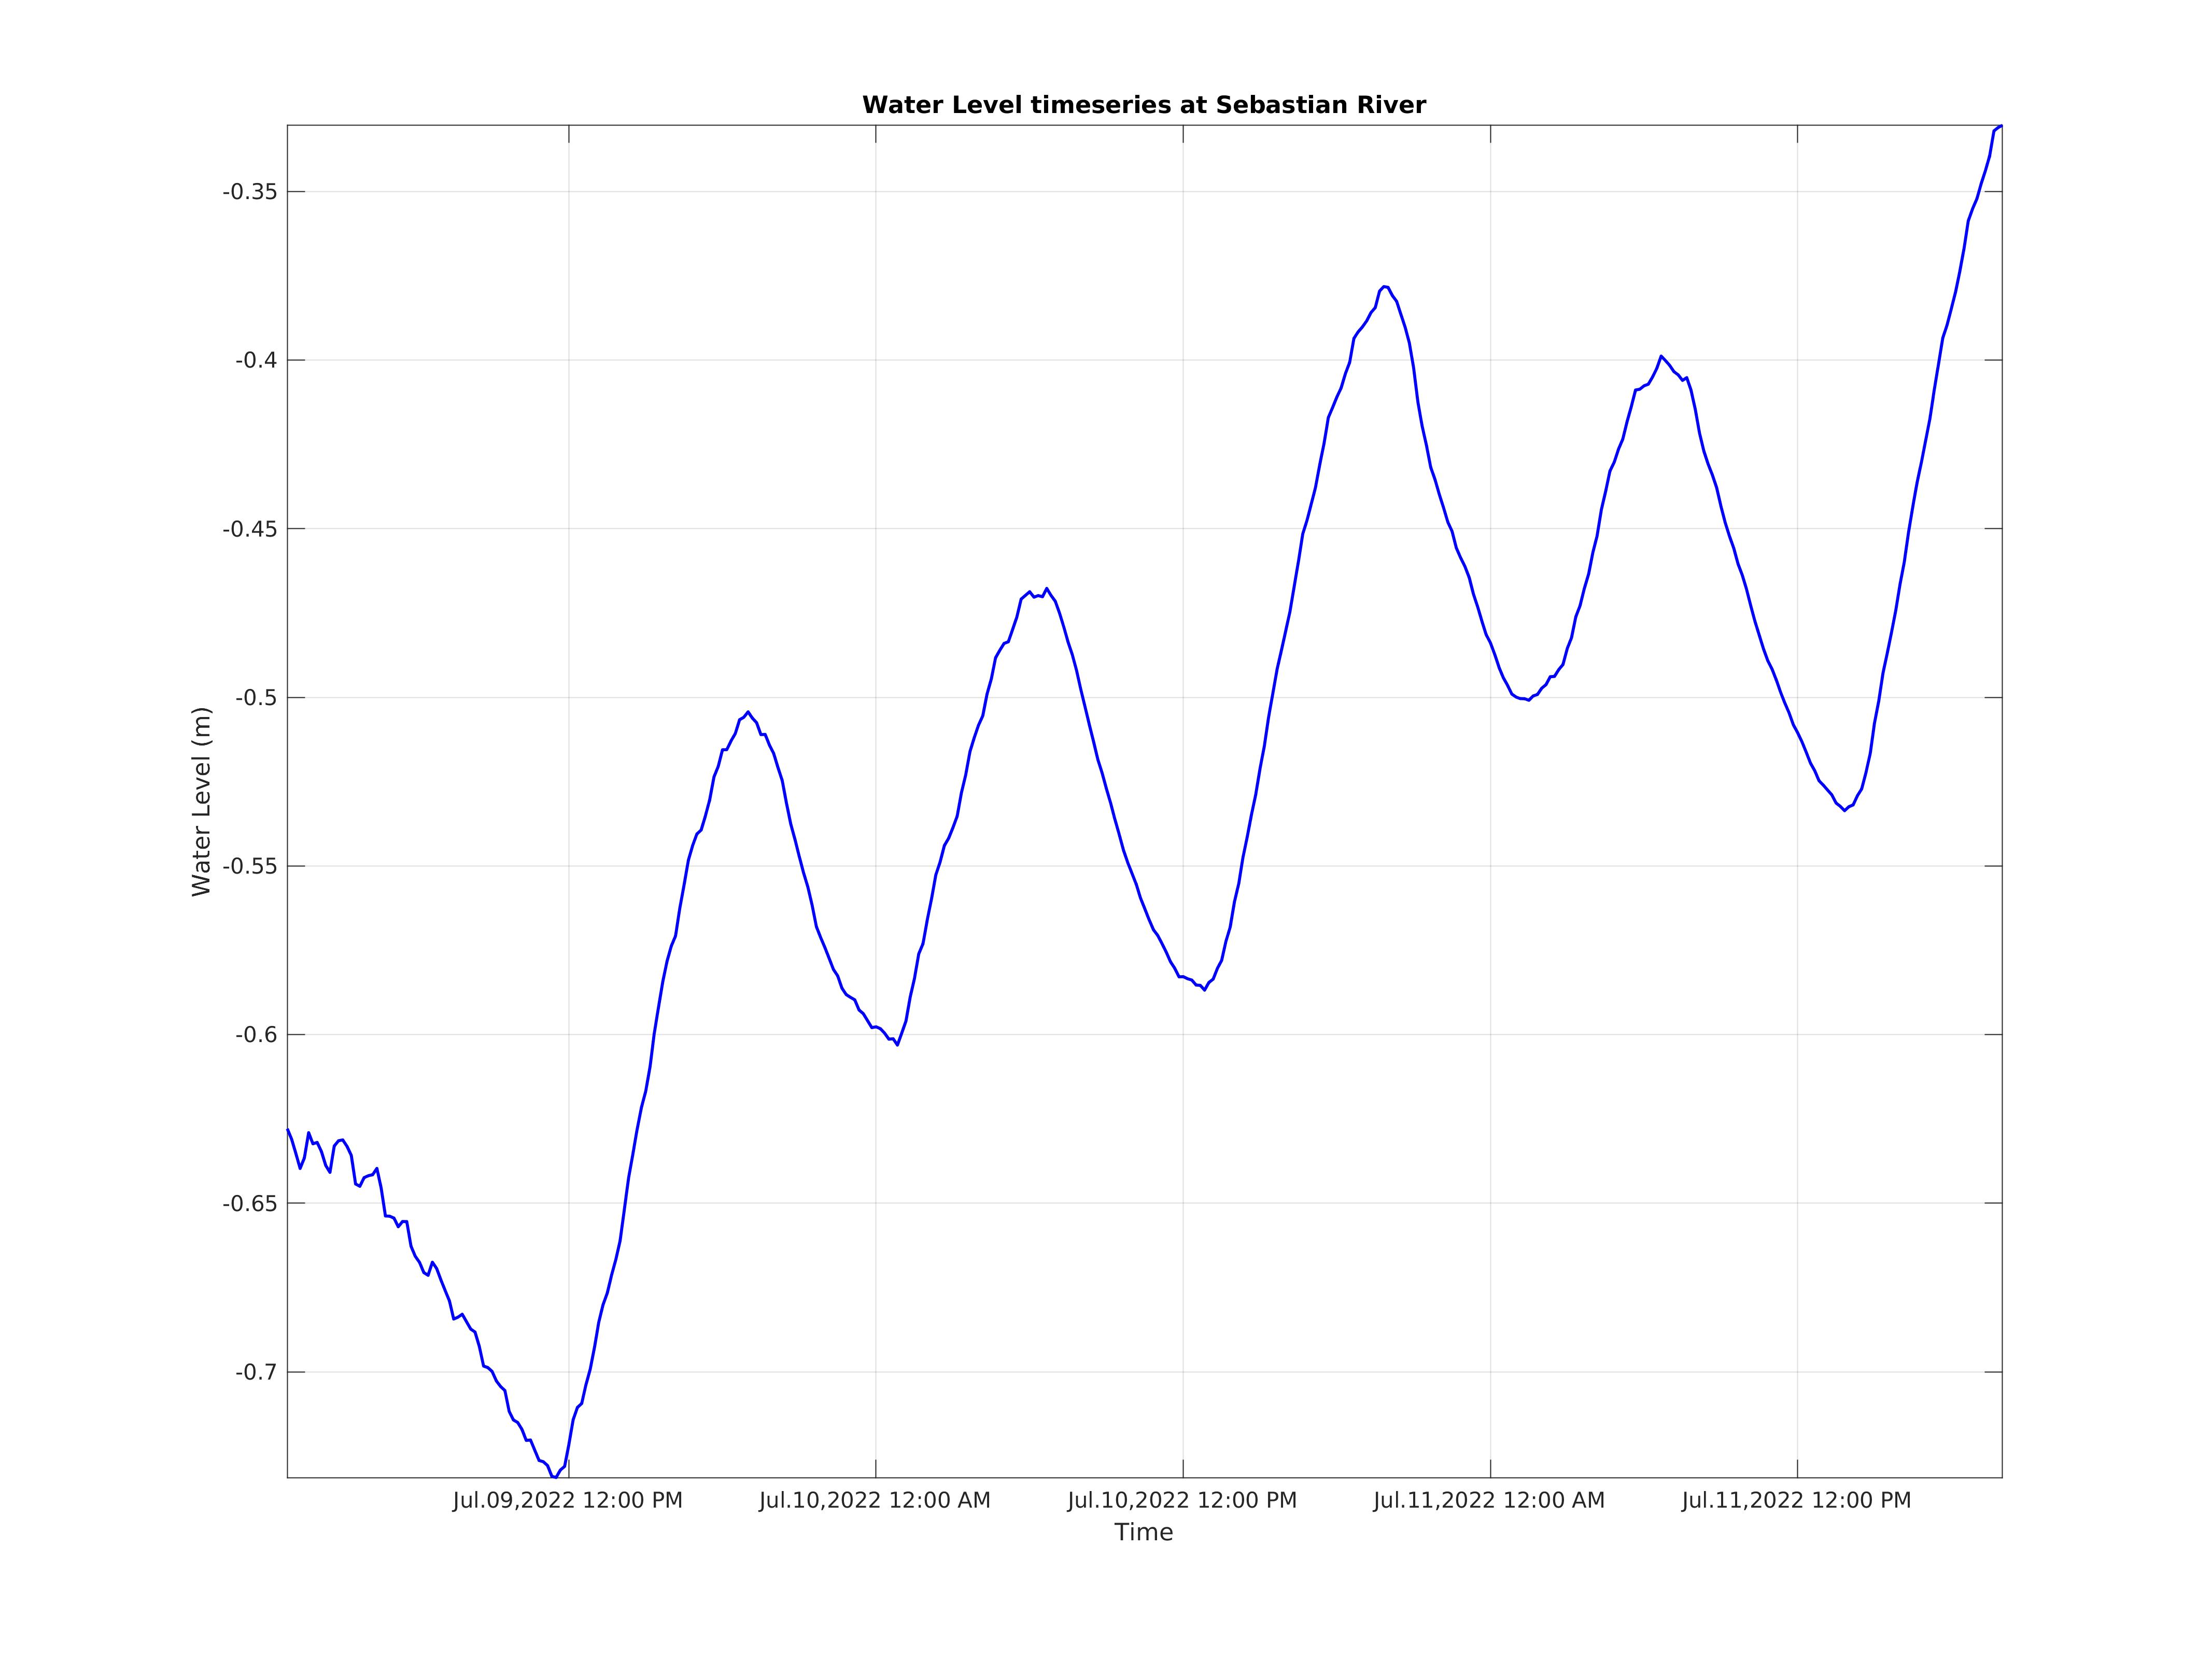 Water Level timeseries at Sebastian River
-0.35
-0.4
-0.45
-0.5
-0.55
-0.6
-0.65
-0.7
Water Level (m)
Jul.09,2022 12:00 PM
Jul.10,2022 12:00 AM
Jul.10,2022 12:00 PM
Jul.11,2022 12:00 AM
Jul.11,2022 12:00 PM
Time